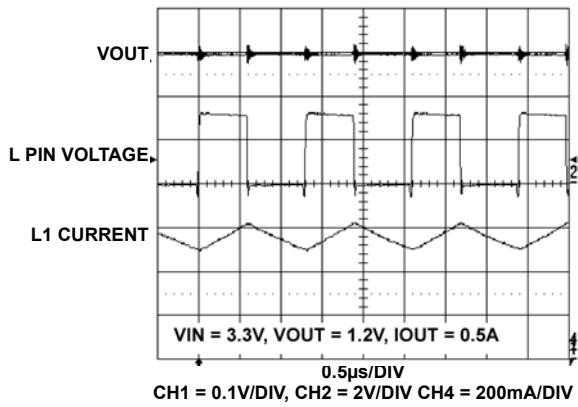 VOUT
L PIN VOLTAGE
2
L1 CURRENT
VIN = 3.3V, VOUT = 1.2V, IOUT = 0.5A
0.5µs/DIV
CH1 = 0.1V/DIV, CH2 = 2V/DIV CH4 = 200mA/DIV